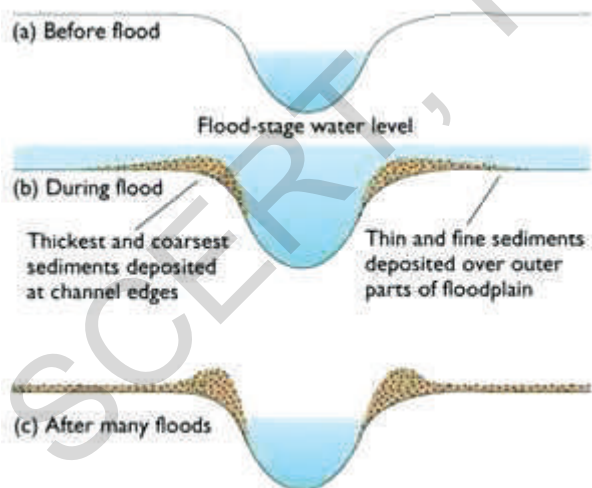 (a) Before flood
Flood-stage water level
(b) During flood
Thickest and coarsest
sediments deposited
at channel edges
Thin and fine sediments
deposited over outer
parts of floodplain
(c) After many floods
SCERT, T